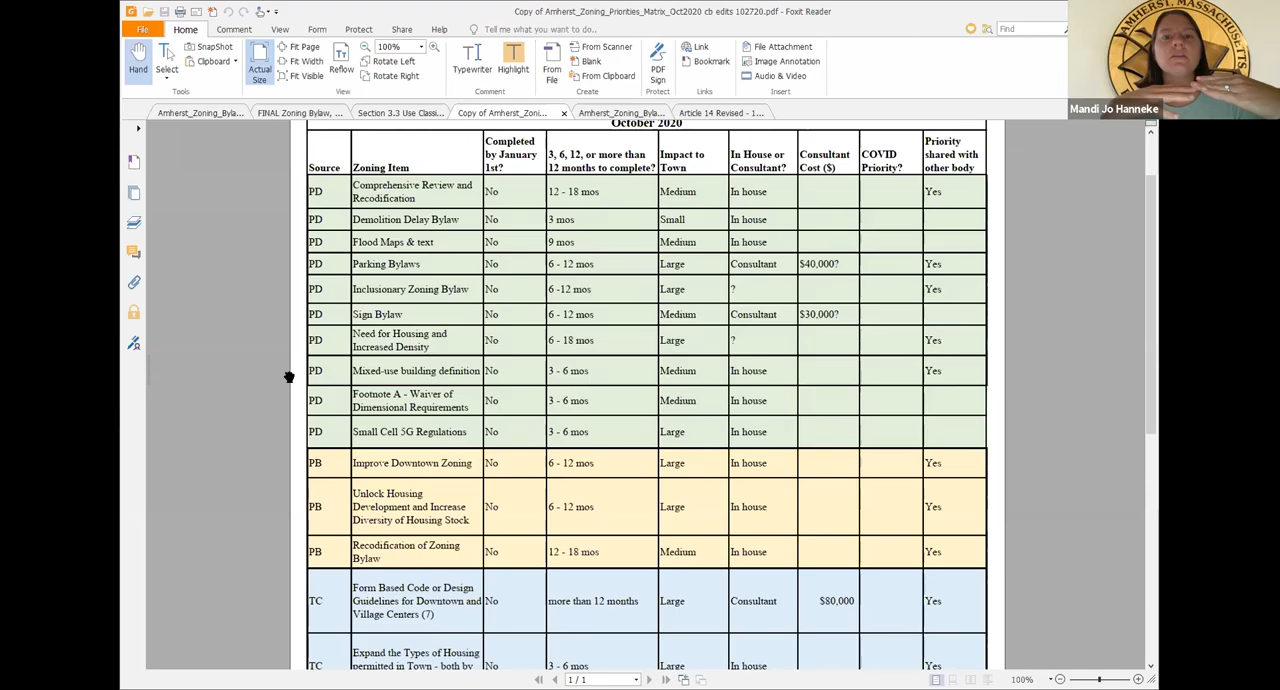 Copy of Amherst_Zoning_Priorities_Matrix_Oct2020 cb edits 102720.pdf - Foxit Reader
File Home Comment View Form Protect Share Help Tell me what you do... Find
Hand
Select
SnapShot
Clipboard
Actual Size
Fit Page
Fit Width
Fit Visible
Reflow
100%
Rotate Left
Rotate Right
Typewriter
Highlight
From File
From Scanner
Blank
From Clipboard
PDF Sign
Link
Bookmark
File Attachment
Image Annotation
Audio & Video
Tools View Comment Create Protect Links Insert
AMHERST, MASSACHUSETTS
Mandi Jo Hanneke
Amherst_Zoning_Byla... FINAL Zoning Bylaw, ... Section 3.3 Use Classi... Copy of Amherst_Zoni... Amherst_Zoning_Byla... Article 14 Revised - 1...
October 2020
Source Zoning Item Completed by January 1st? 3, 6, 12, or more than 12 months to complete? Impact to Town In House or Consultant? Consultant Cost ($) COVID Priority? Priority shared with other body
PD Comprehensive Review and Recodification No 12 - 18 mos Medium In house Yes
PD Demolition Delay Bylaw No 3 mos Small In house
PD Flood Maps & text No 9 mos Medium In house
PD Parking Bylaws No 6 - 12 mos Large Consultant $40,000? Yes
PD Inclusionary Zoning Bylaw No 6 -12 mos Large ? Yes
PD Sign Bylaw No 6 - 12 mos Medium Consultant $30,000?
PD Need for Housing and Increased Density No 6 - 18 mos Large ? Yes
PD Mixed-use building definition No 3 - 6 mos Medium In house Yes
PD Footnote A - Waiver of Dimensional Requirements No 3 - 6 mos Medium In house
PD Small Cell 5G Regulations No 3 - 6 mos Large In house
PB Improve Downtown Zoning No 6 - 12 mos Large In house Yes
PB Unlock Housing Development and Increase Diversity of Housing Stock No 6 - 12 mos Large In house Yes
PB Recodification of Zoning Bylaw No 12 - 18 mos Medium In house Yes
TC Form Based Code or Design Guidelines for Downtown and Village Centers (7) No more than 12 months Large Consultant $80,000 Yes
TC Expand the Types of Housing permitted in Town - both by No 3 - 6 mos Large In house Yes
1 / 1
100%